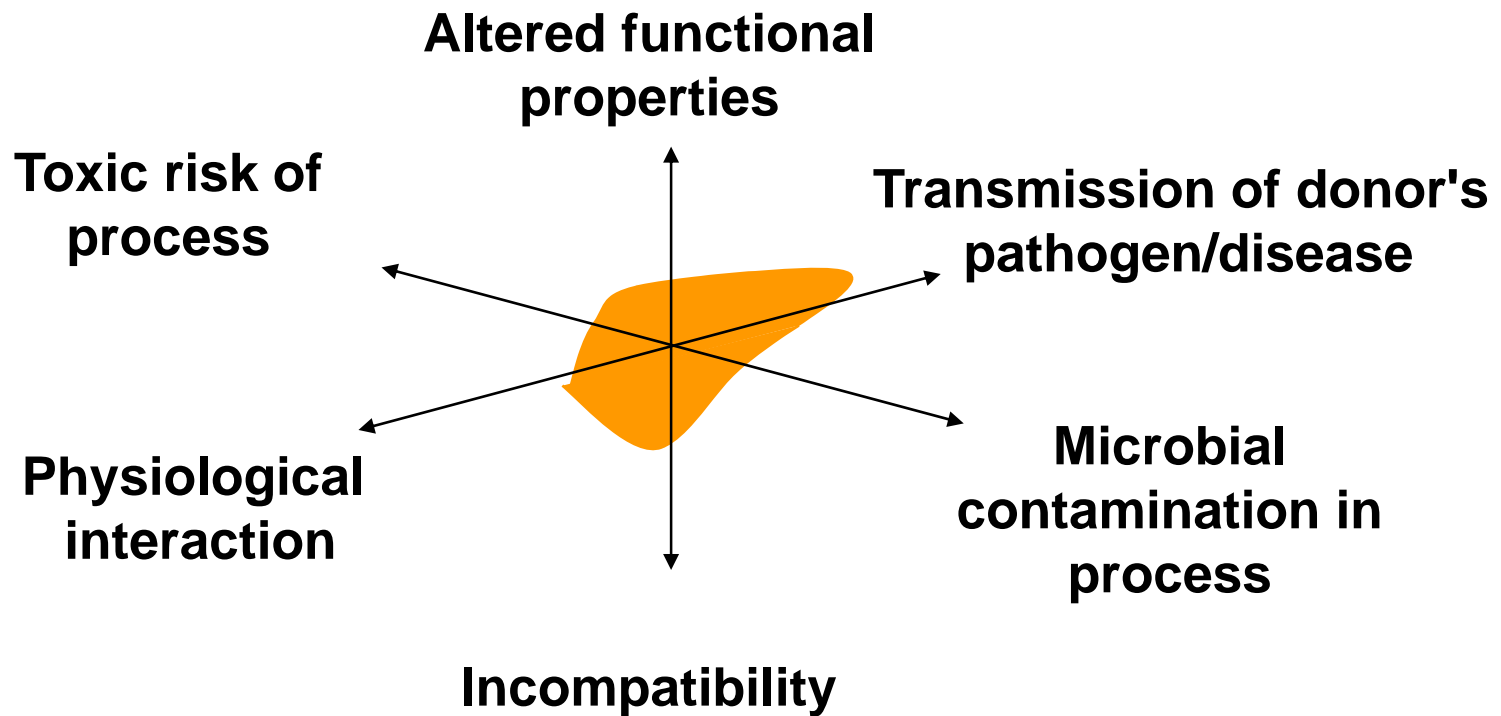 Altered functional
properties
Toxic risk of
process
Transmission of donor's
pathogen/disease
Physiological
interaction
Microbial
contamination in
process
Incompatibility